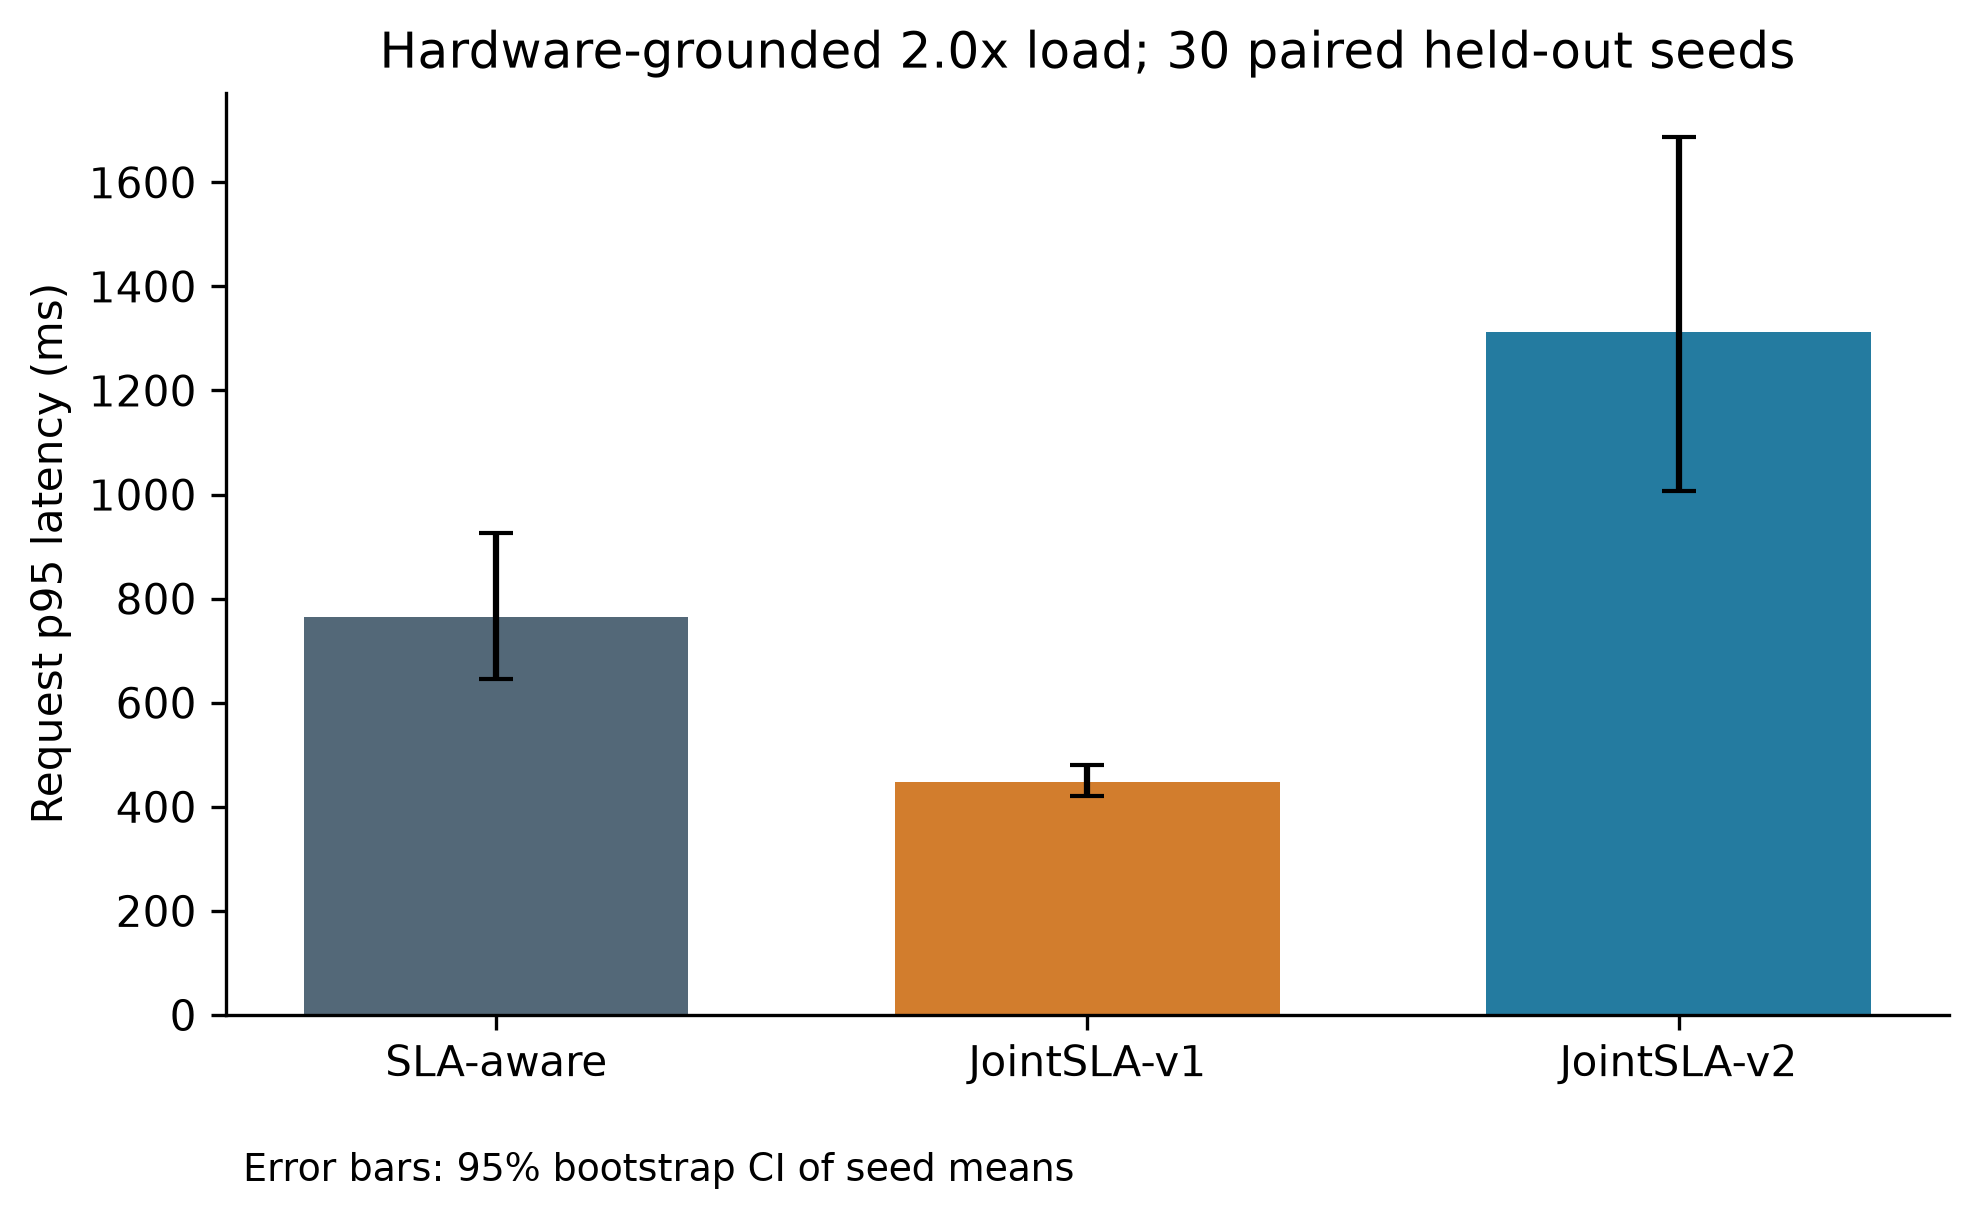 Hardware-grounded 2.0x load; 30 paired held-out seeds
Request p95 latency (ms)
1600
1400
1200
1000
800
600
400
200
0
SLA-aware
JointSLA-v1
JointSLA-v2
Error bars: 95% bootstrap CI of seed means